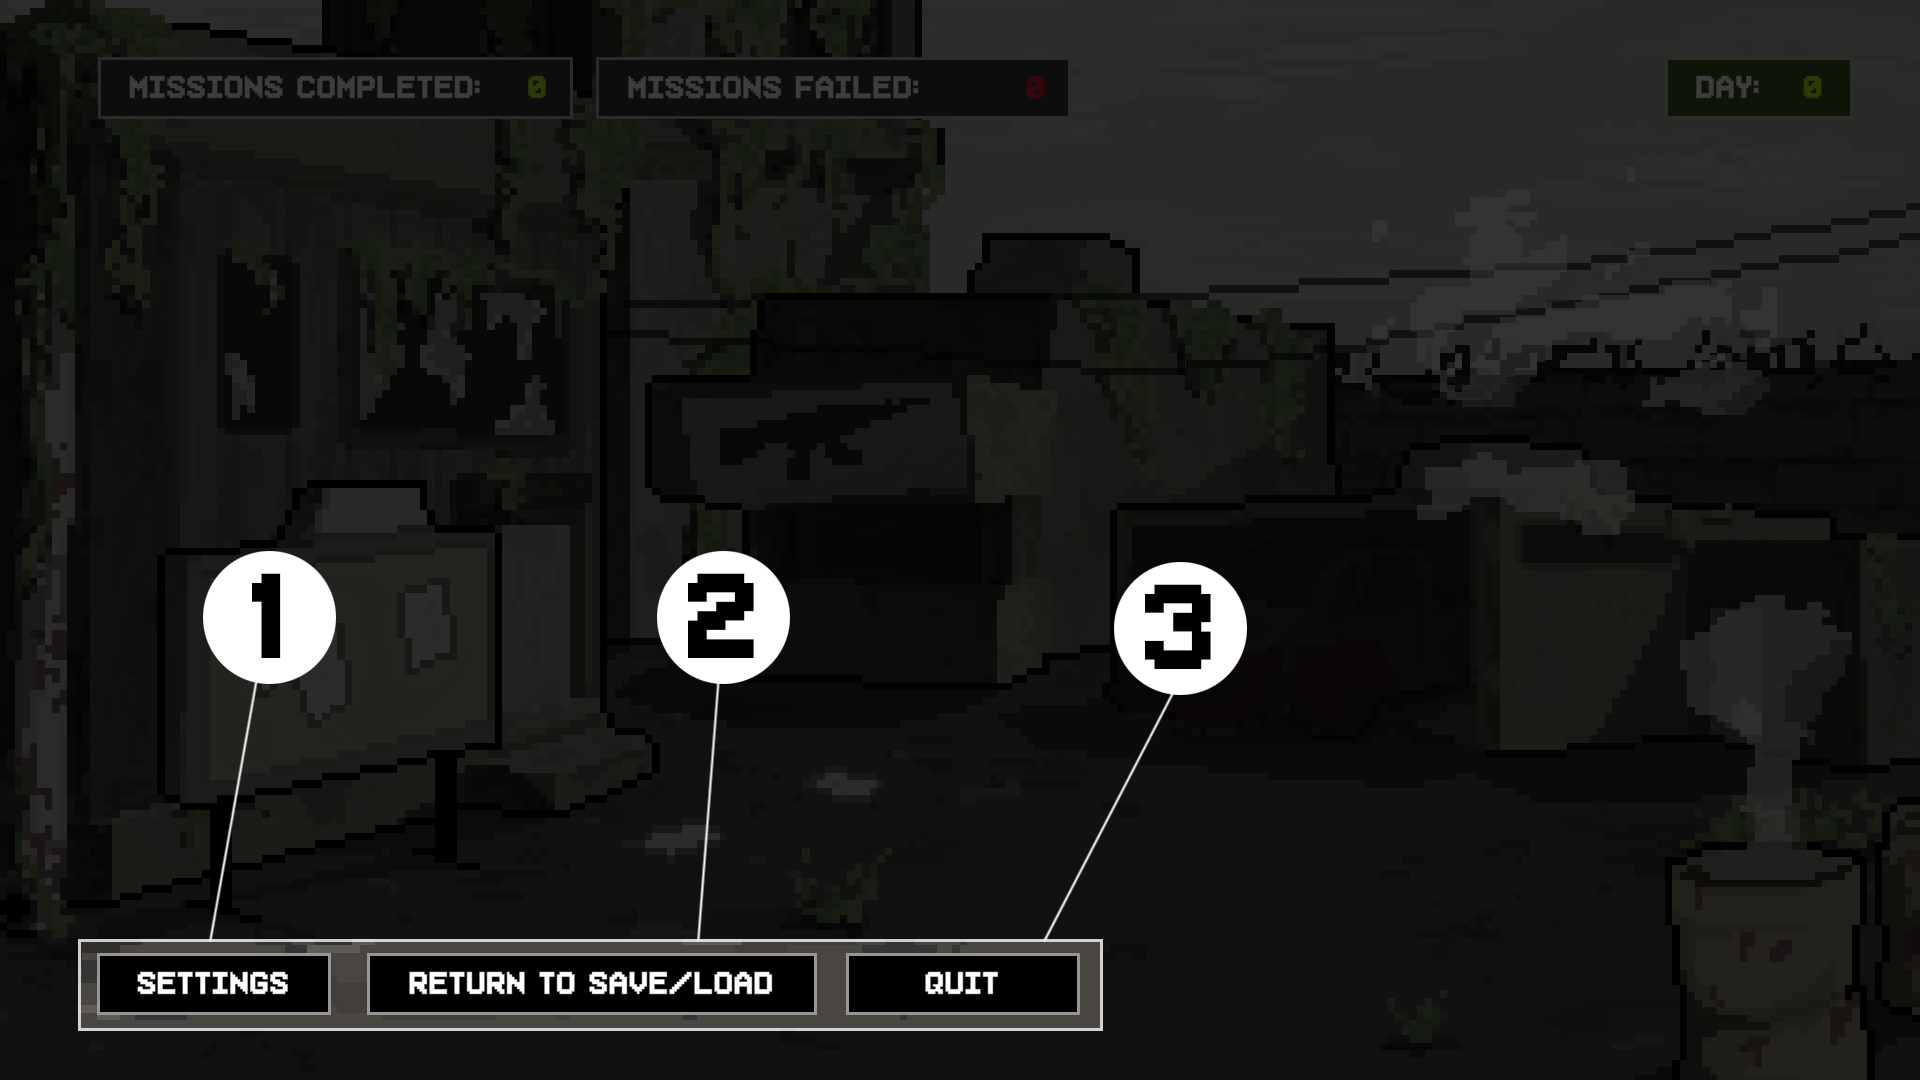 MISSIONS COMPLETED: 0 MISSIONS FAILED: 0 DAY: 0
1 2 3
SETTINGS RETURN TO SAVE/LOAD QUIT